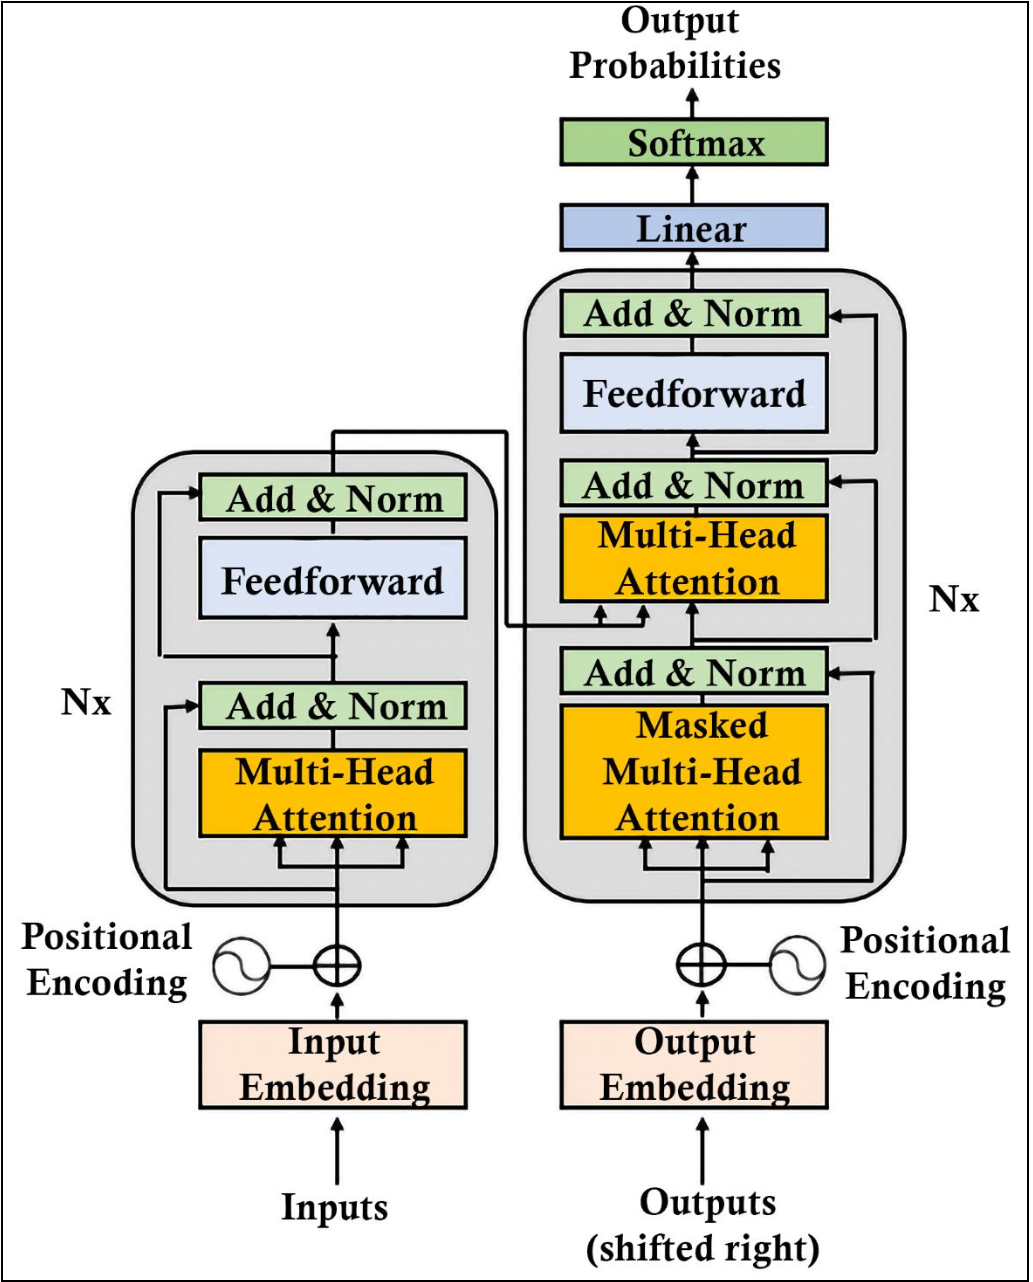 Output
Probabilities
Softmax
Linear
Add & Norm
Feedforward
Add & Norm
Multi-Head
Attention
Nx
Add & Norm
Masked
Multi-Head
Attention
Add & Norm
Feedforward
Nx
Add & Norm
Multi-Head
Attention
Positional
Encoding
Positional
Encoding
Input
Embedding
Output
Embedding
Inputs
Outputs
(shifted right)